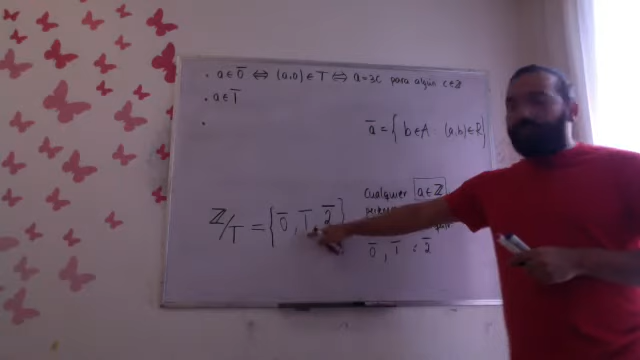 · a∈0̅ ⟺ (a,0)∈T ⟺ a=3c para algún c∈ℤ
· a∈1̅
·
a̅={ b∈A : (a,b)∈R}
Cualquier a∈ℤ
ℤ/T = {0̅, 1̅, 2̅}
0̅, 1̅ ó 2̅